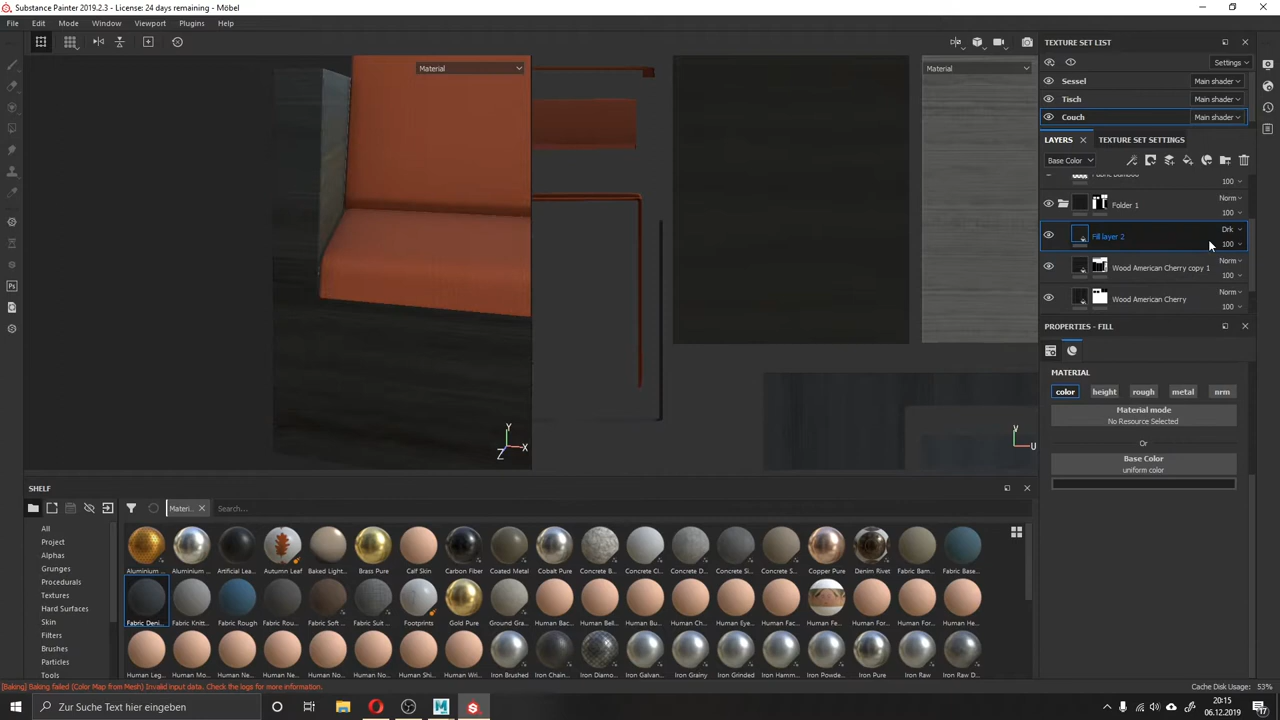 Substance Painter 2019.2.3 - License: 24 days remaining - Möbel
File Edit Mode Window Viewport Plugins Help
TEXTURE SET LIST
Material
Material
Settings
Sessel Main shader
Tisch Main shader
Couch Main shader
LAYERS TEXTURE SET SETTINGS
Base Color
Fabric Bamboo
100
Folder 1 Norm
100
Fill layer 2 Drk
100
Wood American Cherry copy 1 Norm
100
Wood American Cherry Norm
100
PROPERTIES - FILL
MATERIAL
color height rough metal nrm
Material mode
No Resource Selected
Or
Base Color
uniform color
Y
X
Z
V
U
SHELF
Materi... Search...
All
Project
Alphas
Grunges
Procedurals
Textures
Hard Surfaces
Skin
Filters
Brushes
Particles
Tools
Aluminium ... Aluminium ... Artificial Lea... Autumn Leaf Baked Light... Brass Pure Calf Skin Carbon Fiber Coated Metal Cobalt Pure Concrete B... Concrete Cl... Concrete D... Concrete Si... Concrete S... Copper Pure Denim Rivet Fabric Bam... Fabric Base...
Fabric Deni... Fabric Knitt... Fabric Rough Fabric Rou... Fabric Soft ... Fabric Suit ... Footprints Gold Pure Ground Gra... Human Bac... Human Bell... Human Bu... Human Ch... Human Eye... Human Fac... Human Fe... Human For... Human For... Human He...
Human Leg... Human Mo... Human Ne... Human Ne... Human No... Human Shi... Human Wri... Iron Brushed Iron Chain... Iron Diamo... Iron Galvan... Iron Grainy Iron Grinded Iron Hamm... Iron Powde... Iron Pure Iron Raw Iron Raw D...
[Baking] Baking failed (Color Map from Mesh) Invalid input data. Check the logs for more information.
Cache Disk Usage: 53%
Zur Suche Text hier eingeben
20:15
06.12.2019
17